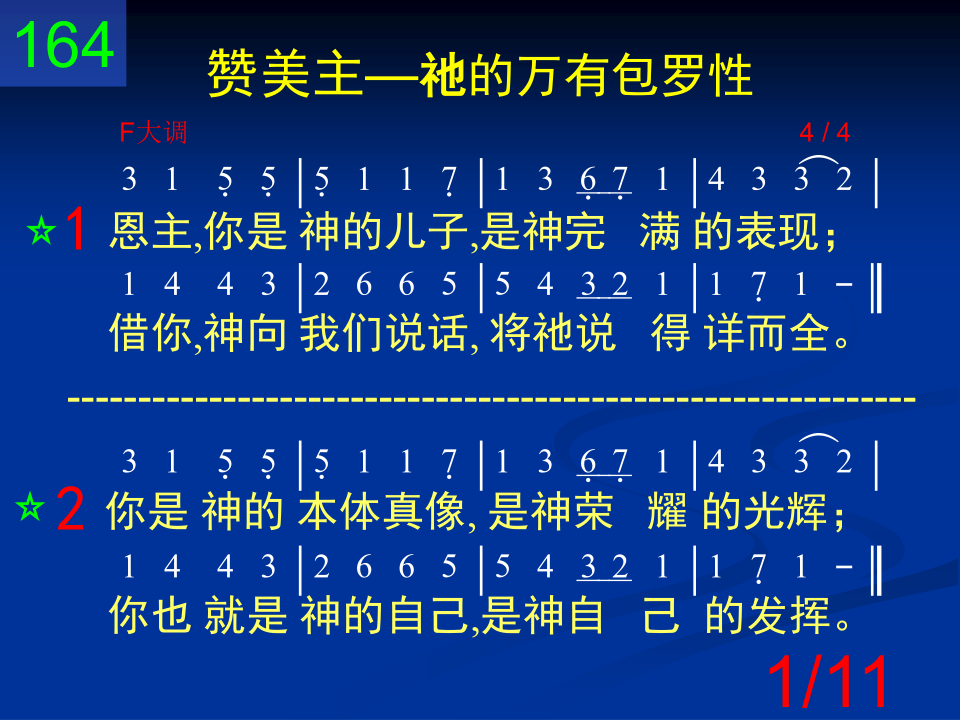 164
赞美主—祂的万有包罗性
F大调 4 / 4
3 1 5̣ 5̣ | 5̣ 1 1 7̣ | 1 3 6̣ 7̣ 1 | 4 3 3 2 |
☆1 恩主,你是 神的儿子,是神完 满 的表现；
1 4 4 3 | 2 6 6 5 | 5 4 3 2 1 | 1 7̣ 1 - ‖
借你,神向 我们说话, 将祂说 得 详而全。
------------------------------------------------------------
3 1 5̣ 5̣ | 5̣ 1 1 7̣ | 1 3 6̣ 7̣ 1 | 4 3 3 2 |
☆2 你是 神的 本体真像, 是神荣 耀 的光辉；
1 4 4 3 | 2 6 6 5 | 5 4 3 2 1 | 1 7̣ 1 - ‖
你也 就是 神的自己,是神自 己 的发挥。
1/11